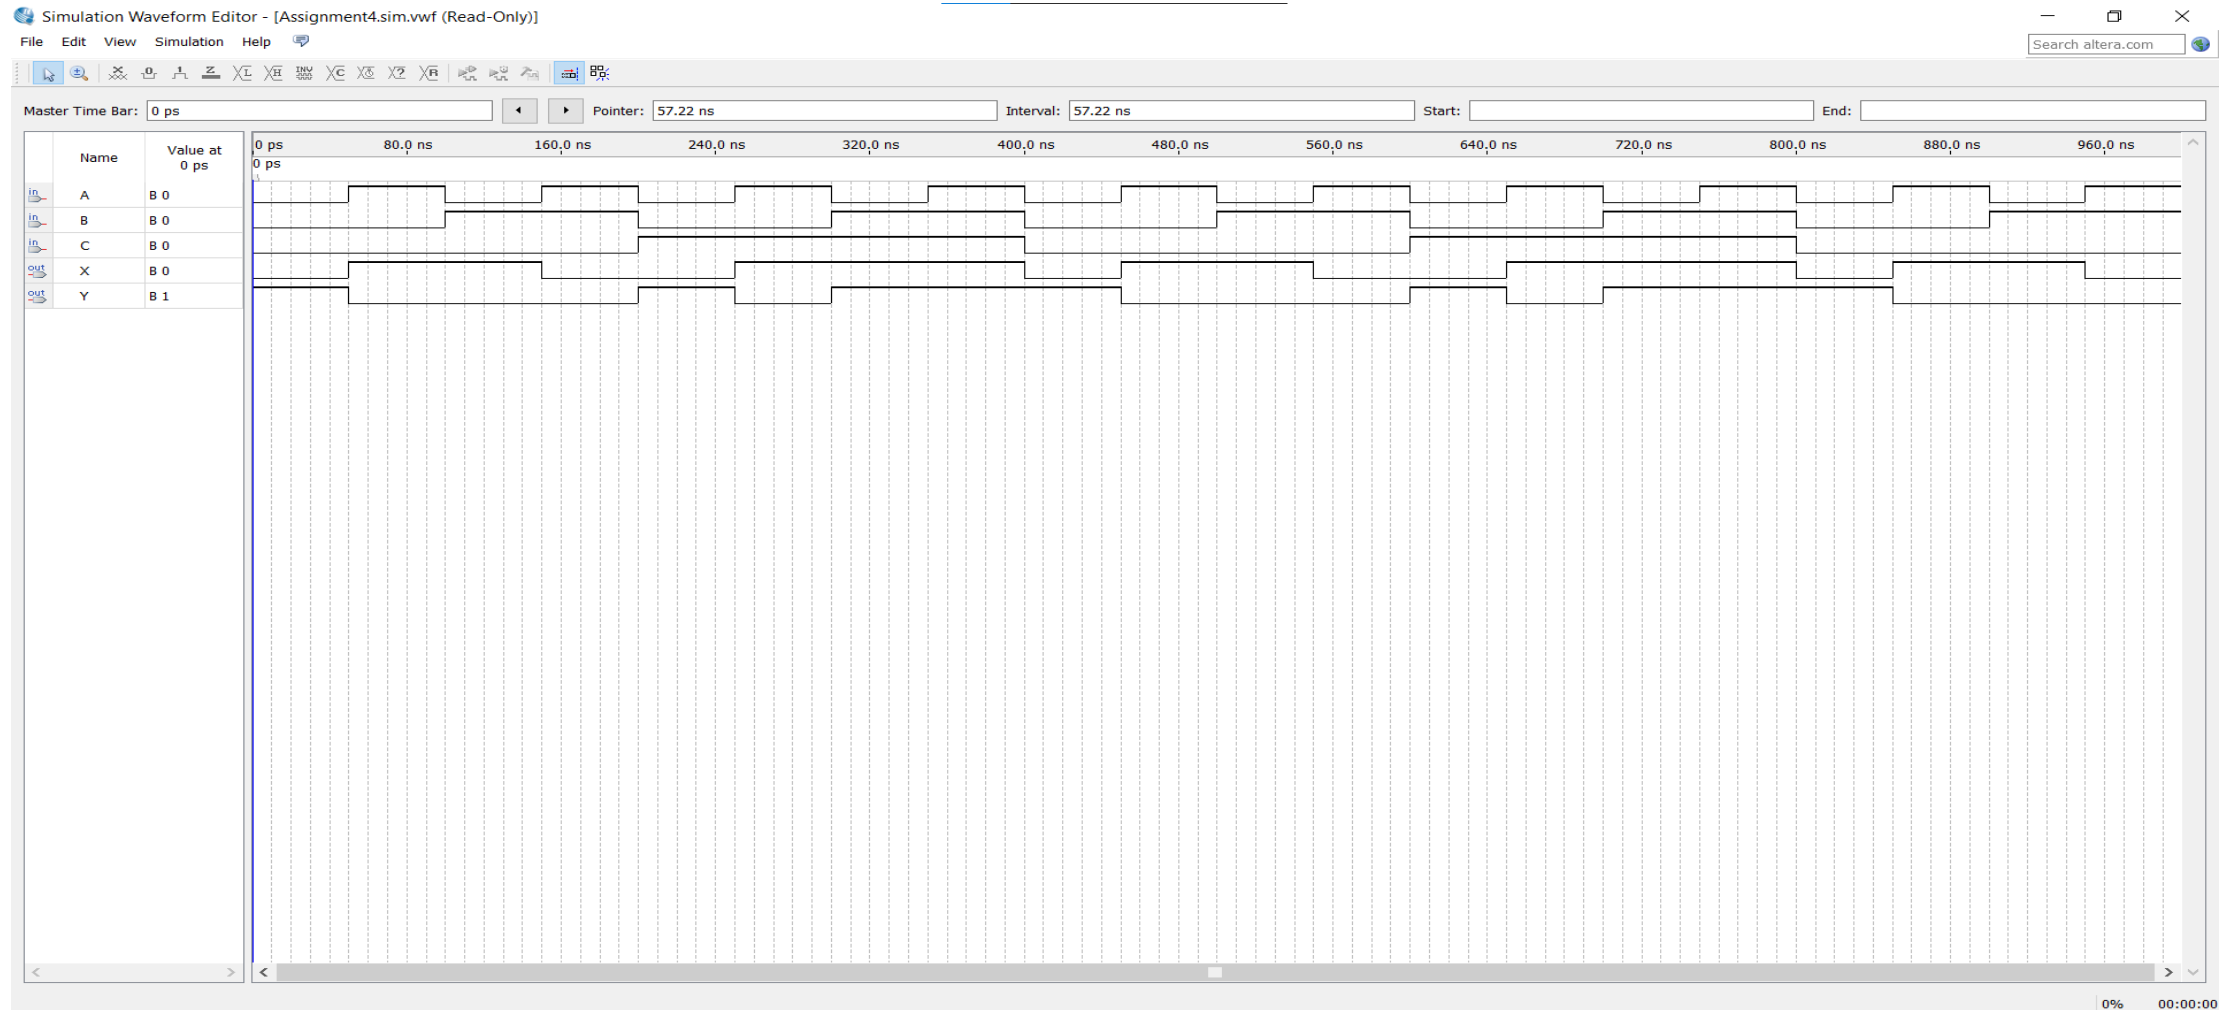 Simulation Waveform Editor - [Assignment4.sim.vwf (Read-Only)]
File Edit View Simulation Help
Search altera.com
Master Time Bar: 0 ps Pointer: 57.22 ns Interval: 57.22 ns Start: End:
Name Value at 0 ps
0 ps 80.0 ns 160.0 ns 240.0 ns 320.0 ns 400.0 ns 480.0 ns 560.0 ns 640.0 ns 720.0 ns 800.0 ns 880.0 ns 960.0 ns
0 ps
in A B 0
in B B 0
in C B 0
out X B 0
out Y B 1
0% 00:00:00